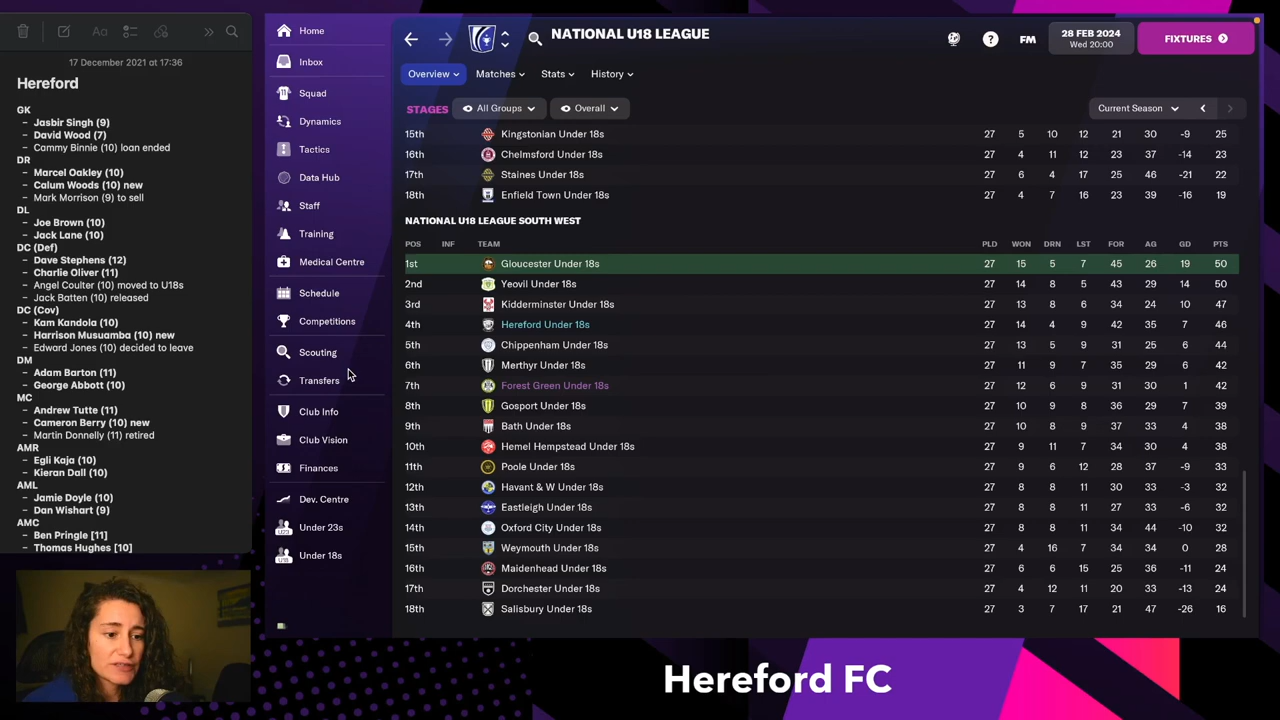 17 December 2021 at 17:36
Hereford
GK
– Jasbir Singh (9)
– David Wood (7)
– Cammy Binnie (10) loan ended
DR
– Marcel Oakley (10)
– Calum Woods (10) new
– Mark Morrison (9) to sell
DL
– Joe Brown (10)
– Jack Lane (10)
DC (Def)
– Dave Stephens (12)
– Charlie Oliver (11)
– Angel Coulter (10) moved to U18s
– Jack Batten (10) released
DC (Cov)
– Kam Kandola (10)
– Harrison Musuamba (10) new
– Edward Jones (10) decided to leave
DM
– Adam Barton (11)
– George Abbott (10)
MC
– Andrew Tutte (11)
– Cameron Berry (10) new
– Martin Donnelly (11) retired
AMR
– Egli Kaja (10)
– Kieran Dall (10)
AML
– Jamie Doyle (10)
– Dan Wishart (9)
AMC
– Ben Pringle [11]
– Thomas Hughes [10]
Home
Inbox
Squad
Dynamics
Tactics
Data Hub
Staff
Training
Medical Centre
Schedule
Competitions
Scouting
Transfers
Club Info
Club Vision
Finances
Dev. Centre
Under 23s
Under 18s
NATIONAL U18 LEAGUE
FM
28 FEB 2024
Wed 20:00
FIXTURES
Overview Matches Stats History
STAGES All Groups Overall Current Season
15th Kingstonian Under 18s 27 5 10 12 21 30 -9 25
16th Chelmsford Under 18s 27 4 11 12 23 37 -14 23
17th Staines Under 18s 27 6 4 17 25 46 -21 22
18th Enfield Town Under 18s 27 4 7 16 23 39 -16 19
NATIONAL U18 LEAGUE SOUTH WEST
POS INF TEAM PLD WON DRN LST FOR AG GD PTS
1st Gloucester Under 18s 27 15 5 7 45 26 19 50
2nd Yeovil Under 18s 27 14 8 5 43 29 14 50
3rd Kidderminster Under 18s 27 13 8 6 34 24 10 47
4th Hereford Under 18s 27 14 4 9 42 35 7 46
5th Chippenham Under 18s 27 13 5 9 31 25 6 44
6th Merthyr Under 18s 27 11 9 7 35 29 6 42
7th Forest Green Under 18s 27 12 6 9 31 30 1 42
8th Gosport Under 18s 27 10 9 8 36 29 7 39
9th Bath Under 18s 27 10 8 9 37 33 4 38
10th Hemel Hempstead Under 18s 27 9 11 7 34 30 4 38
11th Poole Under 18s 27 9 6 12 28 37 -9 33
12th Havant & W Under 18s 27 8 8 11 30 33 -3 32
13th Eastleigh Under 18s 27 8 8 11 27 33 -6 32
14th Oxford City Under 18s 27 8 8 11 34 44 -10 32
15th Weymouth Under 18s 27 4 16 7 34 34 0 28
16th Maidenhead Under 18s 27 6 6 15 25 36 -11 24
17th Dorchester Under 18s 27 4 12 11 20 33 -13 24
18th Salisbury Under 18s 27 3 7 17 21 47 -26 16
Hereford FC